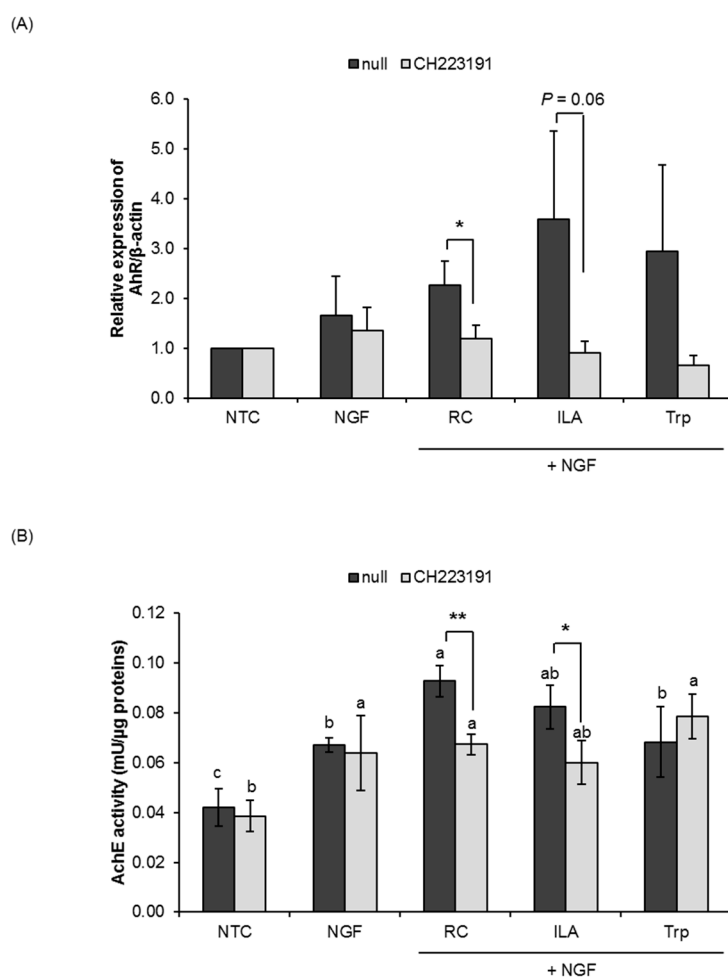 (A)
null CH223191
P = 0.06
6.0
5.0
4.0
3.0
2.0
1.0
0.0
*
Relative expression of
AhR/β-actin
NTC NGF RC ILA Trp
+ NGF
(B)
null CH223191
0.12
0.10
0.08
0.06
0.04
0.02
0.00
AchE activity (mU/µg proteins)
** *
c b b a a a ab ab b a
NTC NGF RC ILA Trp
+ NGF